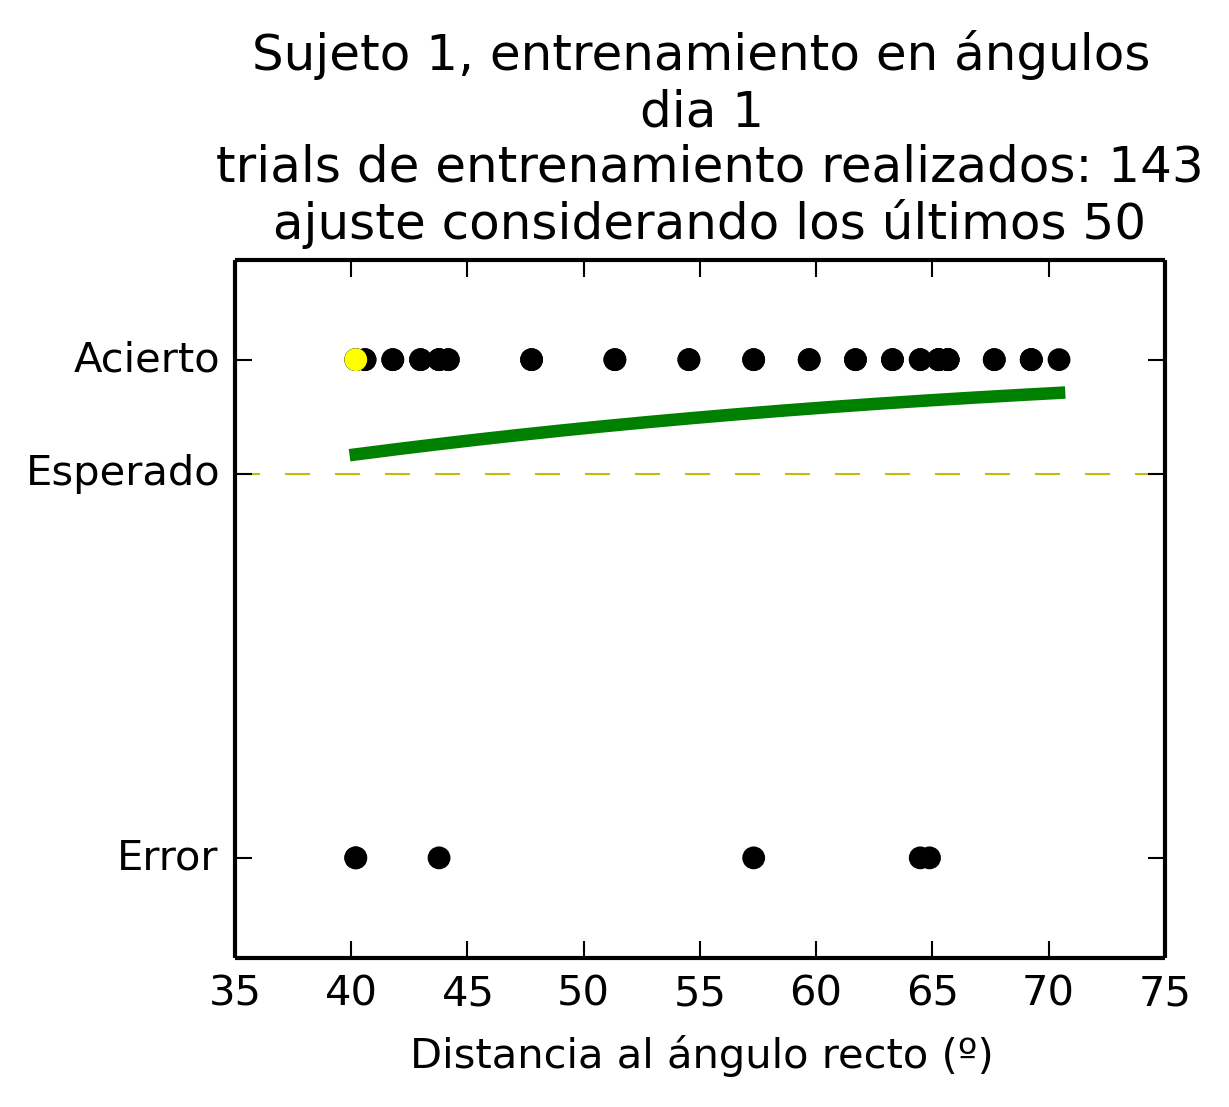 Sujeto 1, entrenamiento en ángulos
dia 1
trials de entrenamiento realizados: 143
ajuste considerando los últimos 50
Acierto
Esperado
Error
35 40 45 50 55 60 65 70 75
Distancia al ángulo recto (º)